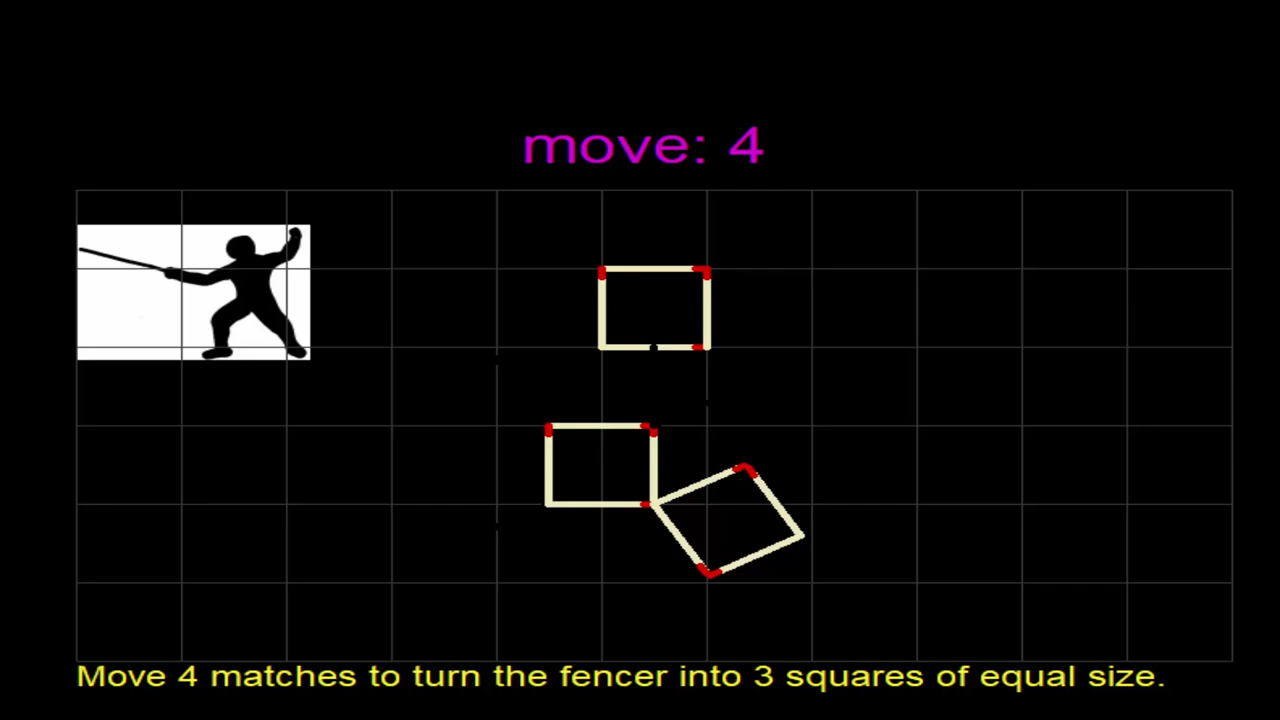 move: 4
Move 4 matches to turn the fencer into 3 squares of equal size.